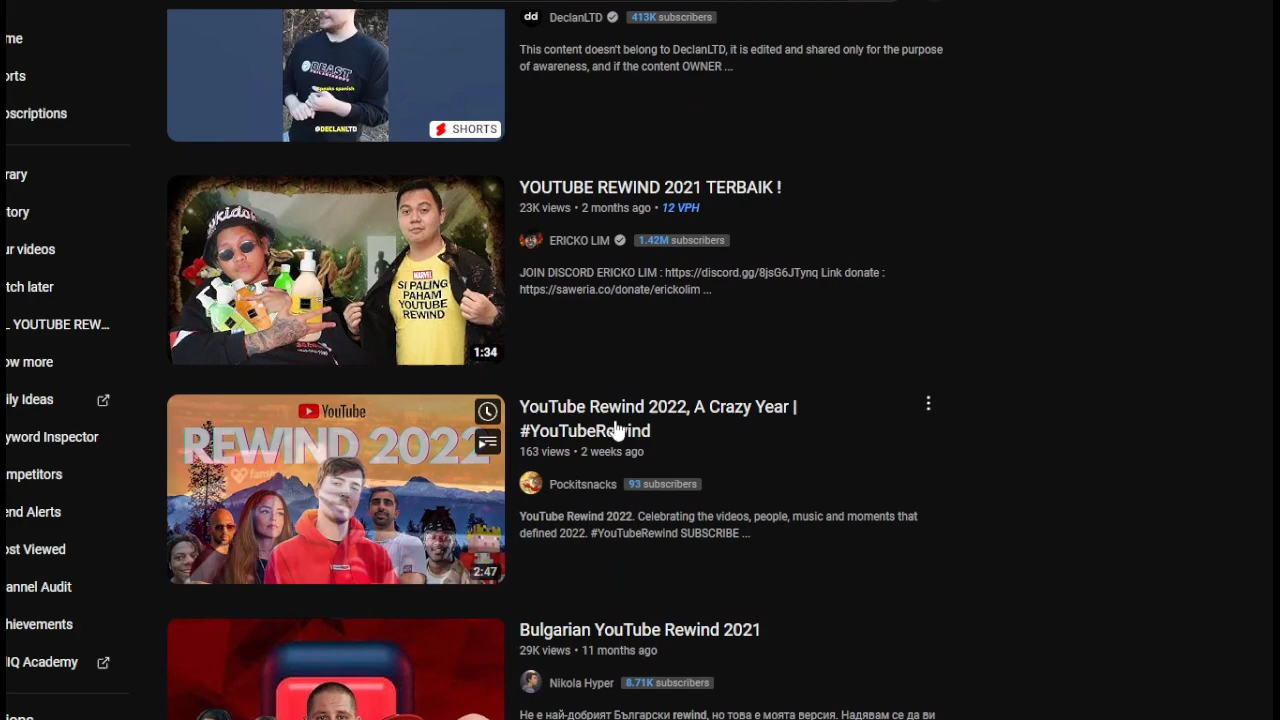 me
orts
oscriptions
rary
tory
ur videos
tch later
L YOUTUBE REW...
ow more
ily Ideas
yword Inspector
mpetitors
end Alerts
ost Viewed
annel Audit
hievements
IQ Academy
BEAST
PHILANTHROPY
Speaks spanish
@DECLANLTD
SHORTS
dd DeclanLTD 413K subscribers
This content doesn't belong to DeclanLTD, it is edited and shared only for the purpose
of awareness, and if the content OWNER ...
MARVEL
SI PALING
PAHAM
YOUTUBE
REWIND
1:34
YOUTUBE REWIND 2021 TERBAIK !
23K views • 2 months ago • 12 VPH
ERICKO LIM 1.42M subscribers
JOIN DISCORD ERICKO LIM : https://discord.gg/8jsG6JTynq Link donate :
https://saweria.co/donate/erickolim ...
YouTube
REWIND 2022
2:47
YouTube Rewind 2022, A Crazy Year |
#YouTubeRewind
163 views • 2 weeks ago
Pockitsnacks 93 subscribers
YouTube Rewind 2022. Celebrating the videos, people, music and moments that
defined 2022. #YouTubeRewind SUBSCRIBE ...
Bulgarian YouTube Rewind 2021
29K views • 11 months ago
Nikola Hyper 8.71K subscribers
Не е най-добрият Български rewind, но това е моята версия. Надявам се да ви